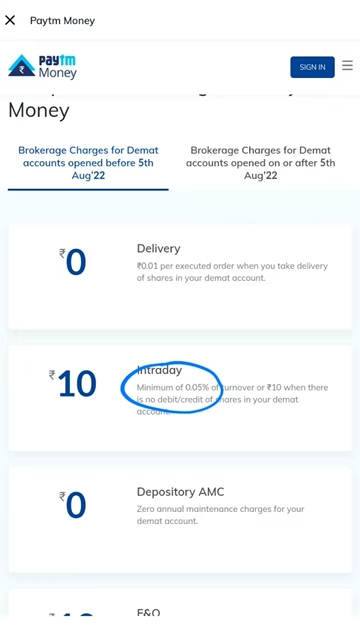 Paytm Money
paytm
Money
SIGN IN
Money
Brokerage Charges for Demat
accounts opened before 5th
Aug'22
Brokerage Charges for Demat
accounts opened on or after 5th
Aug'22
₹0
Delivery
₹0.01 per executed order when you take delivery
of shares in your demat account.
₹10
Intraday
Minimum of 0.05% of turnover or ₹10 when there
is no debit/credit of shares in your demat
account.
₹0
Depository AMC
Zero annual maintenance charges for your
demat account.
F&O